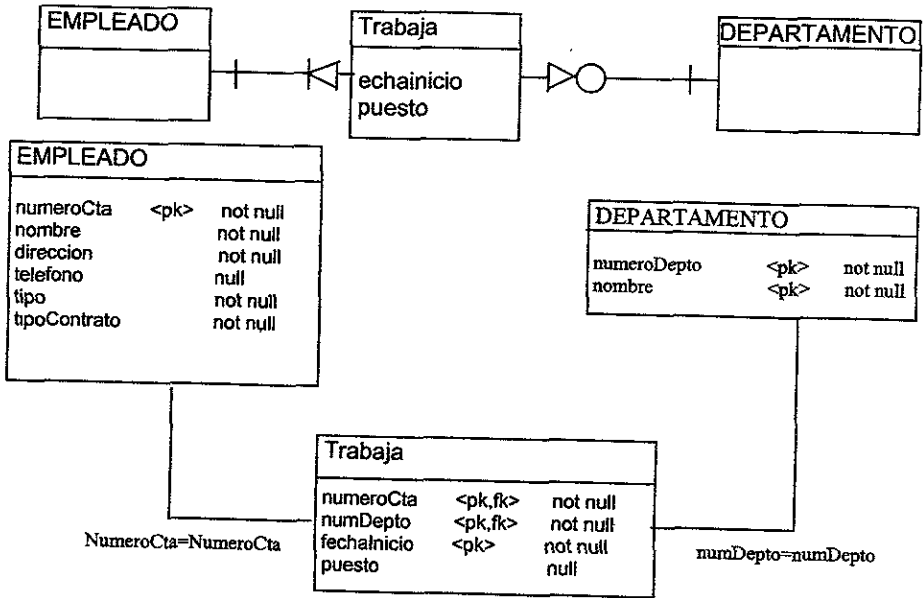 EMPLEADO
Trabaja
echainicio
puesto
DEPARTAMENTO
EMPLEADO
numeroCta <pk> not null
nombre not null
direccion not null
telefono null
tipo not null
tipoContrato not null
DEPARTAMENTO
numeroDepto <pk> not null
nombre <pk> not null
Trabaja
numeroCta <pk,fk> not null
numDepto <pk,fk> not null
fechaInicio <pk> not null
puesto null
NumeroCta=NumeroCta
numDepto=numDepto